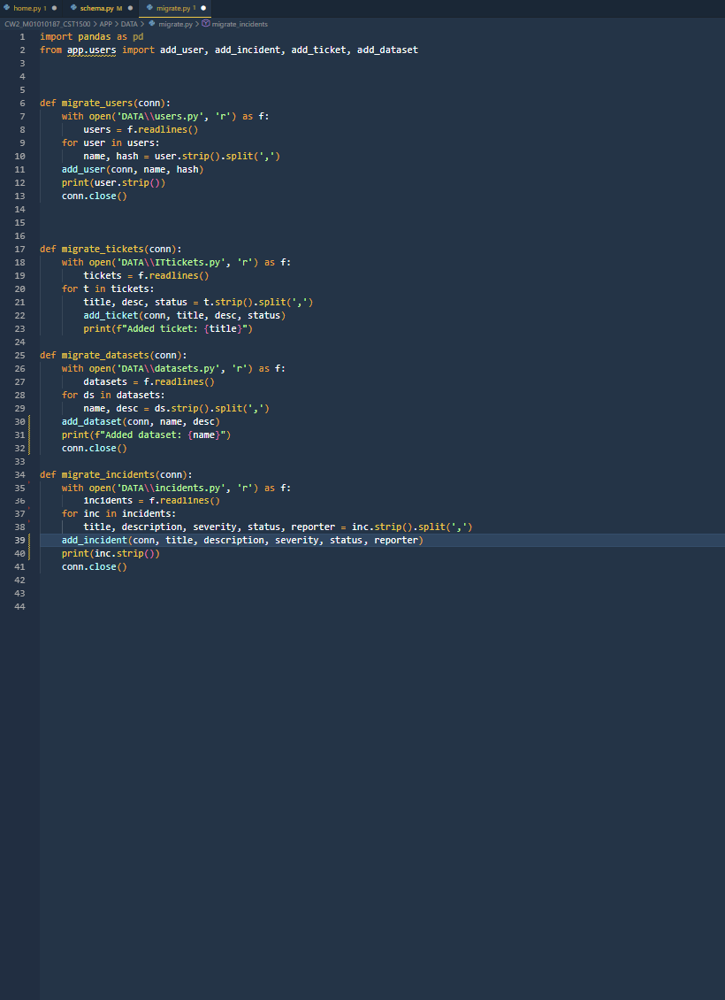 home.py 1 ● schema.py M ● migrate.py 1 ●
CW2_M01010187_CST1500 > APP > DATA > migrate.py > migrate_incidents
1 import pandas as pd
2 from app.users import add_user, add_incident, add_ticket, add_dataset
3
4
5
6 def migrate_users(conn):
7     with open('DATA\\users.py', 'r') as f:
8         users = f.readlines()
9     for user in users:
10         name, hash = user.strip().split(',')
11     add_user(conn, name, hash)
12     print(user.strip())
13     conn.close()
14
15
16
17 def migrate_tickets(conn):
18     with open('DATA\\ITtickets.py', 'r') as f:
19         tickets = f.readlines()
20     for t in tickets:
21         title, desc, status = t.strip().split(',')
22         add_ticket(conn, title, desc, status)
23         print(f"Added ticket: {title}")
24
25 def migrate_datasets(conn):
26     with open('DATA\\datasets.py', 'r') as f:
27         datasets = f.readlines()
28     for ds in datasets:
29         name, desc = ds.strip().split(',')
30     add_dataset(conn, name, desc)
31     print(f"Added dataset: {name}")
32     conn.close()
33
34 def migrate_incidents(conn):
35     with open('DATA\\incidents.py', 'r') as f:
36         incidents = f.readlines()
37     for inc in incidents:
38         title, description, severity, status, reporter = inc.strip().split(',')
39     add_incident(conn, title, description, severity, status, reporter)
40     print(inc.strip())
41     conn.close()
42
43
44